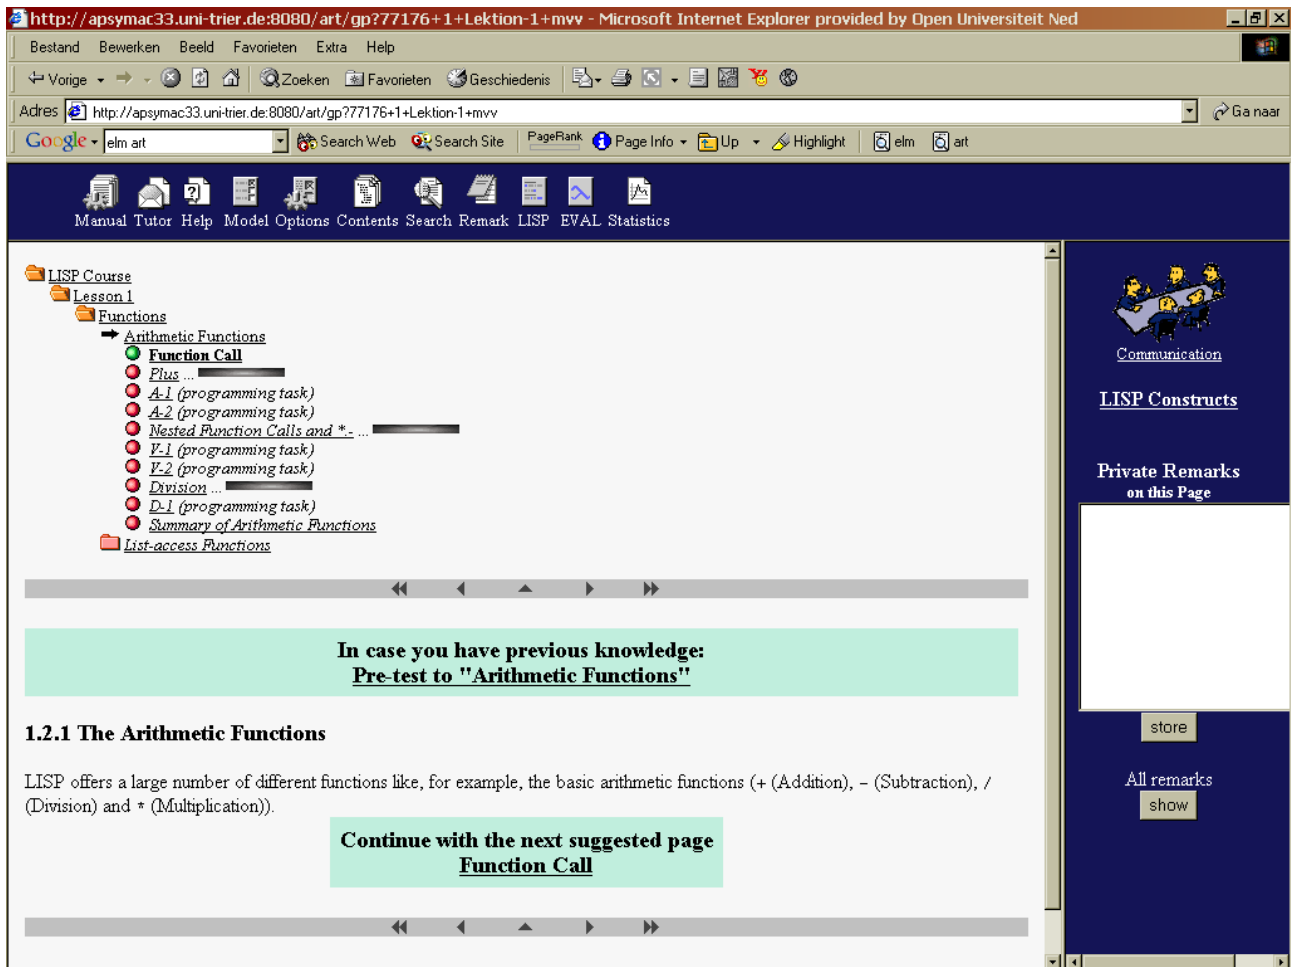 http://apsymac33.uni-trier.de:8080/art/gp?77176+1+Lektion-1+mvv - Microsoft Internet Explorer provided by Open Universiteit Ned
Bestand Bewerken Beeld Favorieten Extra Help
Vorige Zoeken Favorieten Geschiedenis
Adres http://apsymac33.uni-trier.de:8080/art/gp?77176+1+Lektion-1+mvv Ga naar
Google elm art Search Web Search Site PageRank Page Info Up Highlight elm art
Manual Tutor Help Model Options Contents Search Remark LISP EVAL Statistics
LISP Course
Lesson 1
Functions
Arithmetic Functions
Function Call
Plus ...
A-1 (programming task)
A-2 (programming task)
Nested Function Calls and *,- ...
V-1 (programming task)
V-2 (programming task)
Division ...
D-1 (programming task)
Summary of Arithmetic Functions
List-access Functions
In case you have previous knowledge:
Pre-test to "Arithmetic Functions"
1.2.1 The Arithmetic Functions
LISP offers a large number of different functions like, for example, the basic arithmetic functions (+ (Addition), − (Subtraction), /
(Division) and * (Multiplication)).
Continue with the next suggested page
Function Call
Communication
LISP Constructs
Private Remarks
on this Page
store
All remarks
show